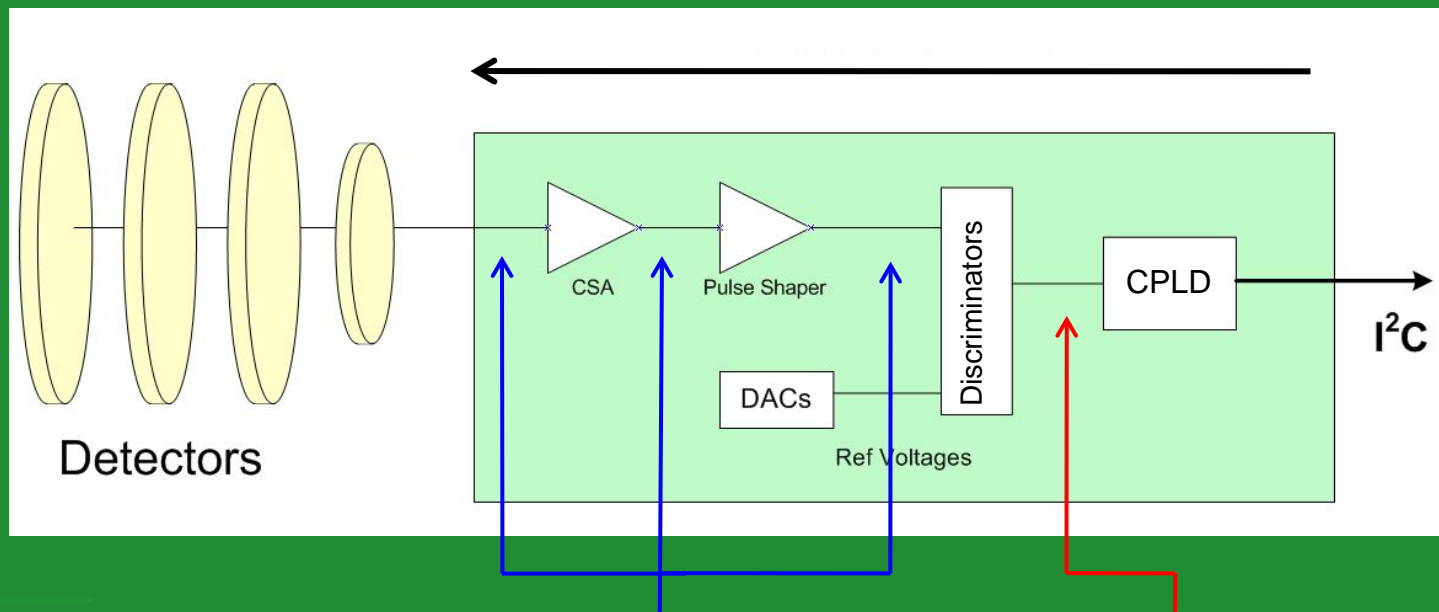 CSA
Pulse Shaper
Discriminators
CPLD
I²C
DACs
Ref Voltages
Detectors